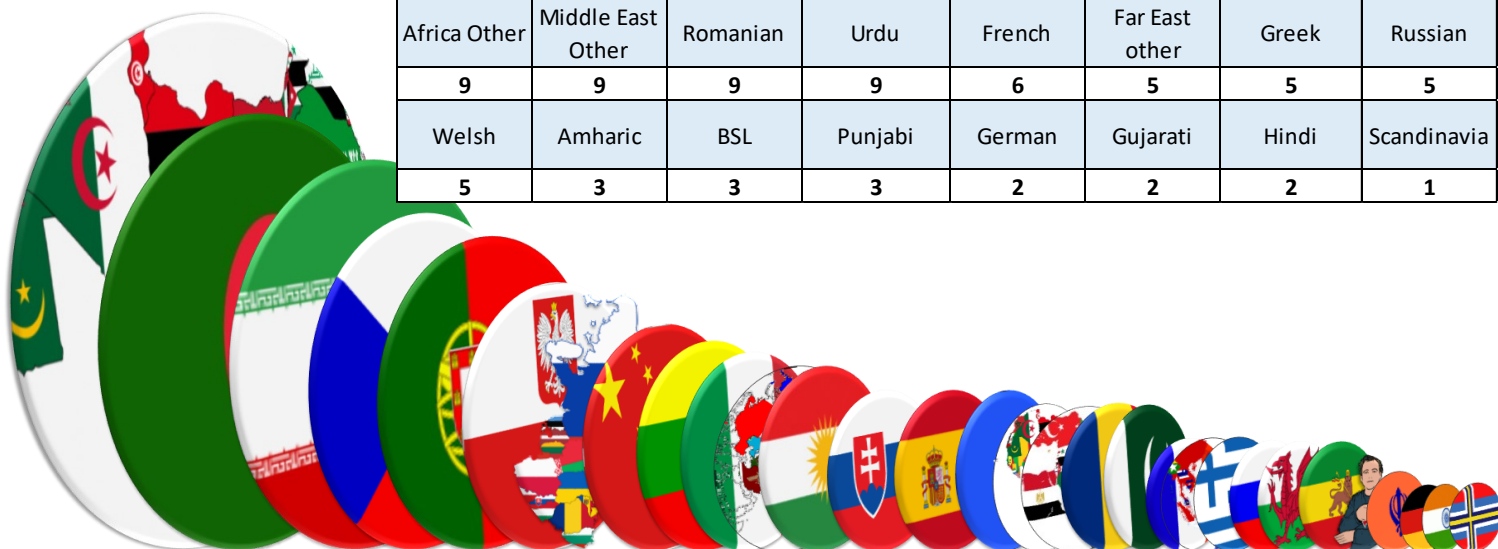 Africa Other Middle East Other Romanian Urdu French Far East other Greek Russian
9 9 9 9 6 5 5 5
Welsh Amharic BSL Punjabi German Gujarati Hindi Scandinavia
5 3 3 3 2 2 2 1